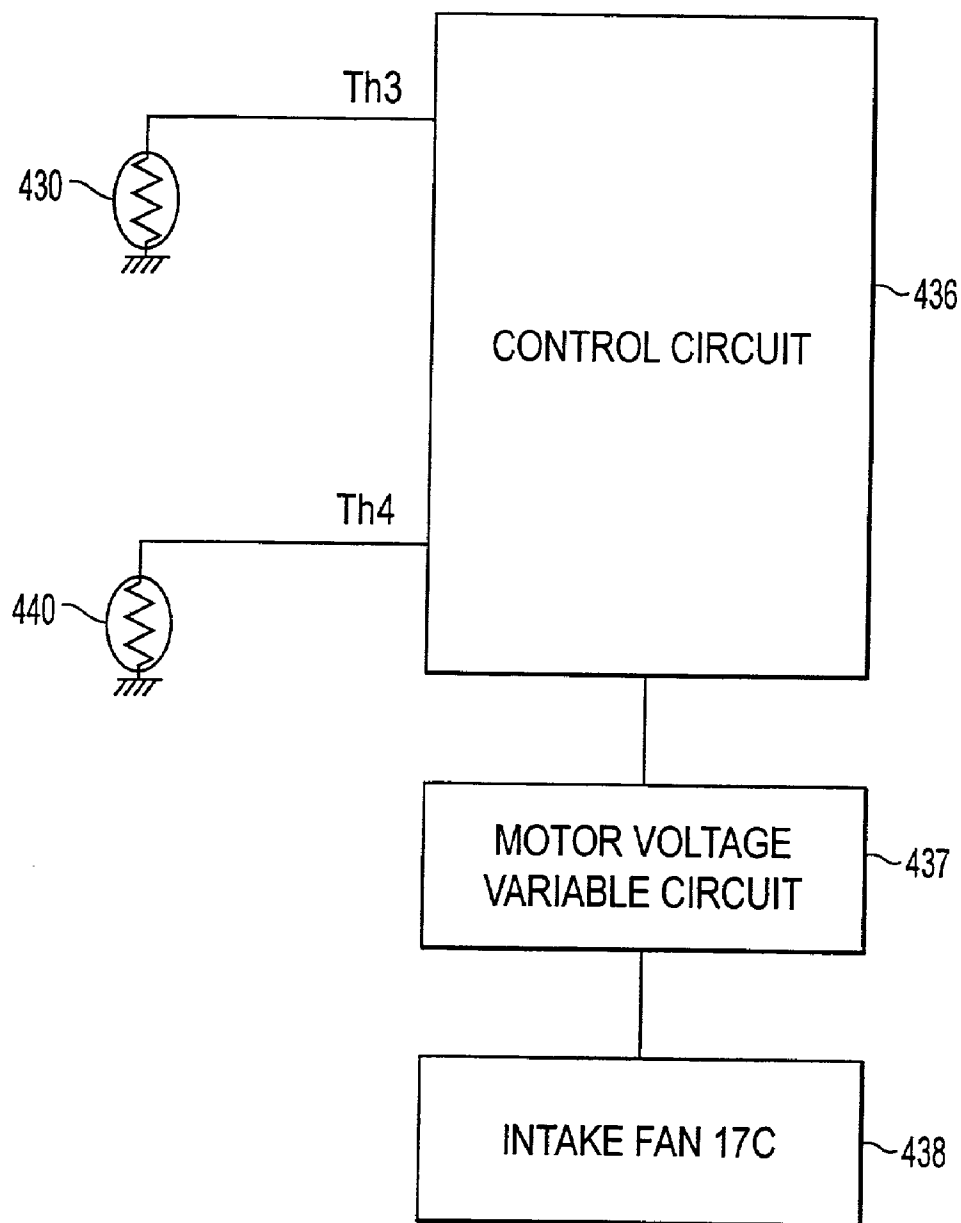 Th3
430
436
CONTROL CIRCUIT
Th4
440
MOTOR VOLTAGE
VARIABLE CIRCUIT
437
INTAKE FAN 17C
438